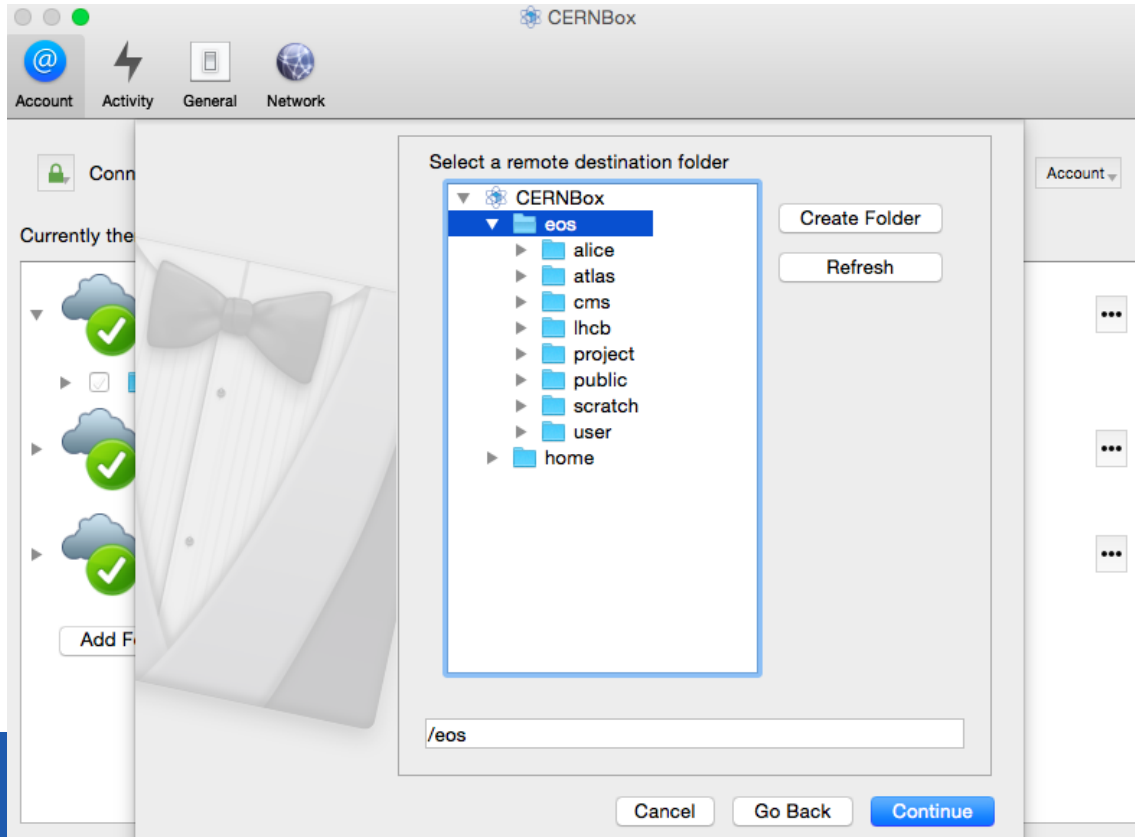 CERNBox
Account Activity General Network
Conn
Account
Currently the
Select a remote destination folder
CERNBox
eos
alice
atlas
cms
lhcb
project
public
scratch
user
home
Create Folder
Refresh
Add F
/eos
Cancel Go Back Continue